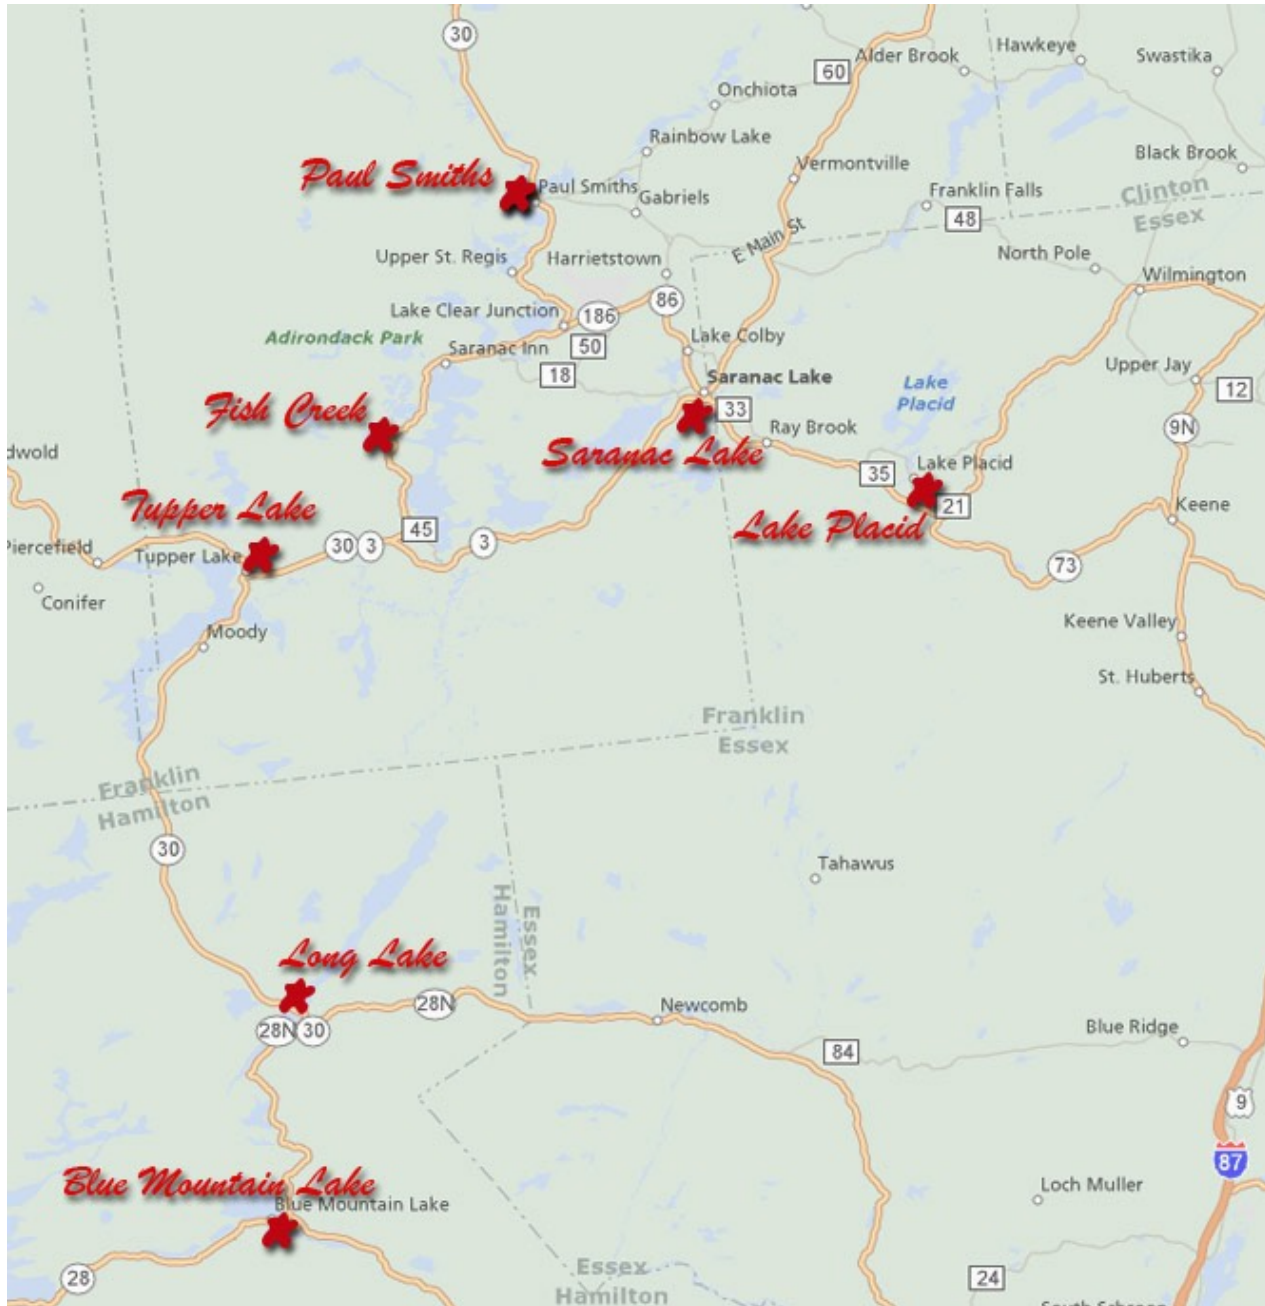 30
Hawkeye
Alder Brook
Swastika
60
Onchiota
Rainbow Lake
Black Brook
Vermontville
Paul Smiths
Paul Smiths
Gabriels
Franklin Falls
Clinton
Essex
48
E Main St
North Pole
Upper St. Regis
Harrietstown
Wilmington
86
Lake Clear Junction
186
Adirondack Park
Saranac Inn
50
Lake Colby
Upper Jay
18
Saranac Lake
Lake
Placid
12
Fish Creek
33
Ray Brook
9N
dwold
Saranac Lake
35
Lake Placid
21
Keene
Tupper Lake
45
Lake Placid
Piercefield
Tupper Lake
30
3
3
73
Conifer
Moody
Keene Valley
St. Huberts
Franklin
Essex
Franklin
Hamilton
30
Tahawus
Essex
Hamilton
Long Lake
28N
28N
30
Newcomb
Blue Ridge
84
9
87
Blue Mountain Lake
Blue Mountain Lake
Loch Muller
28
Essex
Hamilton
24